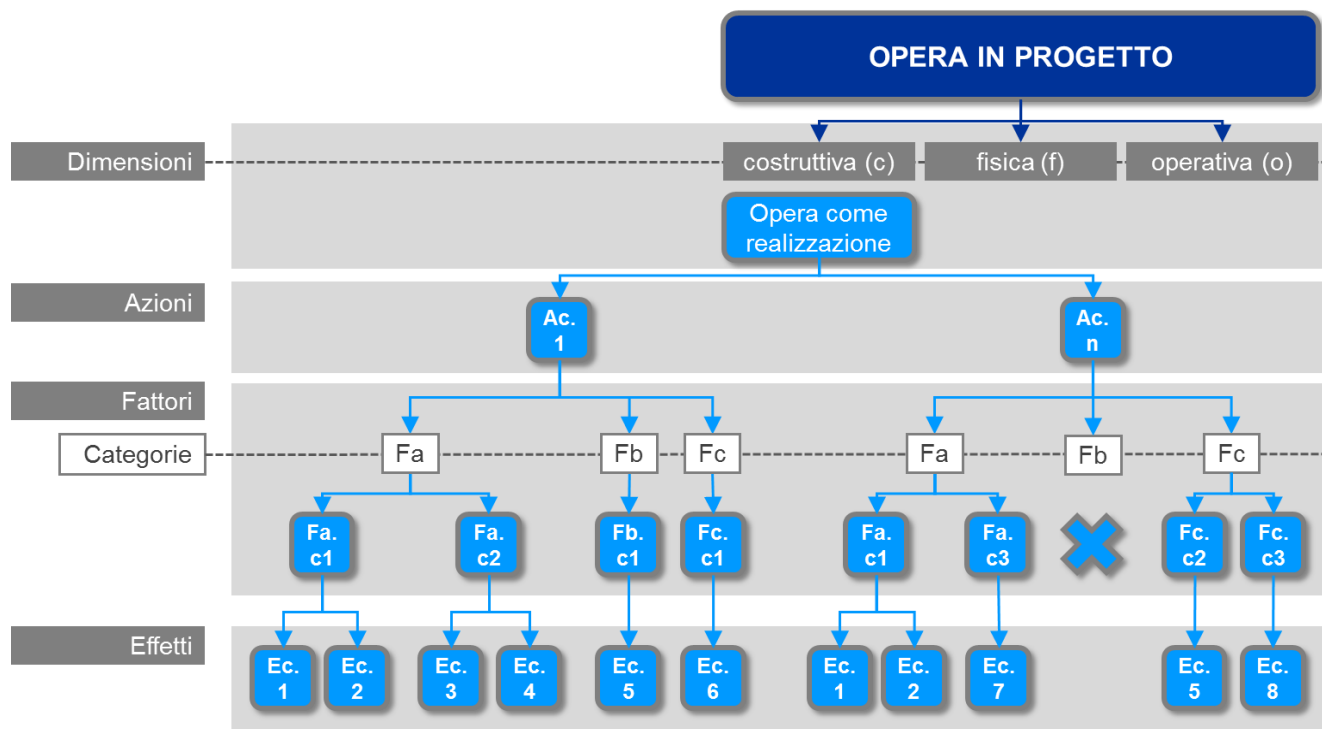 OPERA IN PROGETTO
Dimensioni
costruttiva (c)
fisica (f)
operativa (o)
Opera come
realizzazione
Azioni
Ac.
1
Ac.
n
Fattori
Categorie
Fa
Fb
Fc
Fa
Fb
Fc
Fa.
c1
Fa.
c2
Fb.
c1
Fc.
c1
Fa.
c1
Fa.
c3
Fc.
c2
Fc.
c3
Effetti
Ec.
1
Ec.
2
Ec.
3
Ec.
4
Ec.
5
Ec.
6
Ec.
1
Ec.
2
Ec.
7
Ec.
5
Ec.
8